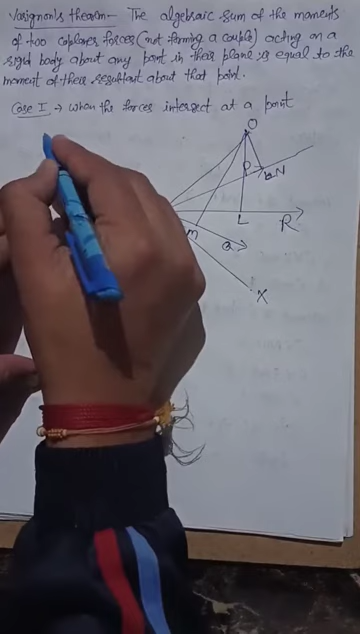 Varignon's theorem - The algebraic sum of the moments
of two coplaner forces (not forming a couple) acting on a
rigid body about any point in their plane is equal to the
moment of their resultant about that point.
Case I → when the forces intersect at a point
O
N
L
R
M
Q
X